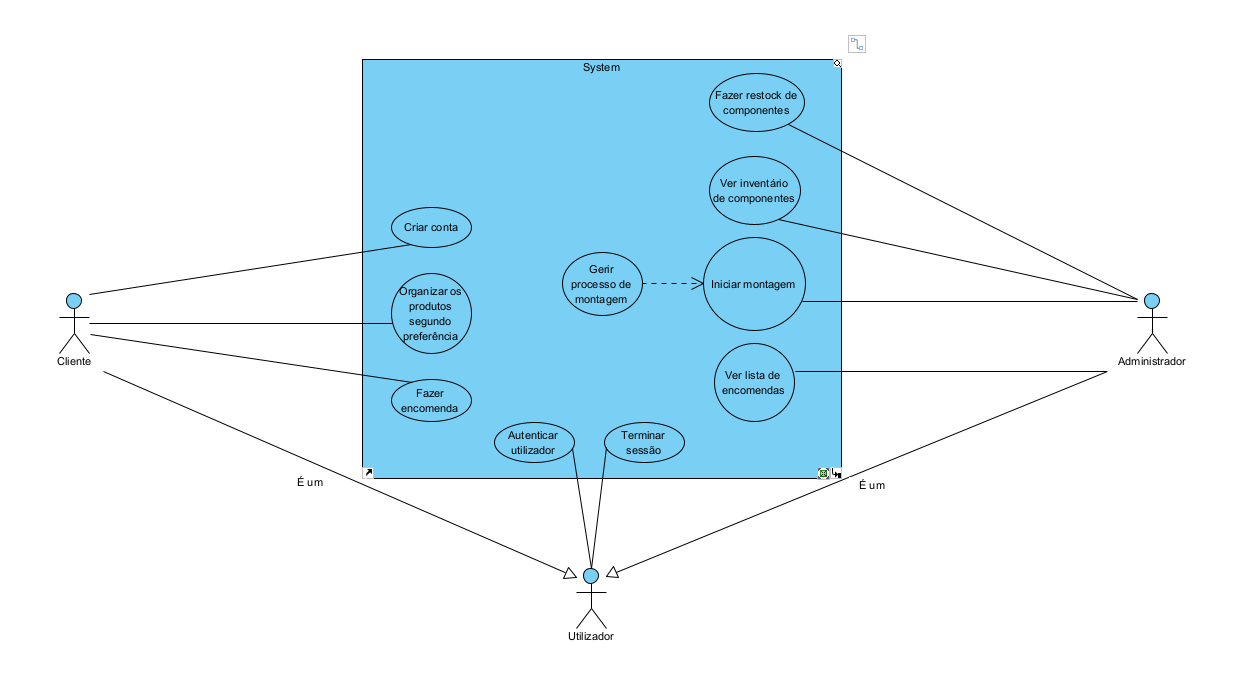 System
Fazer restock de
componentes
Ver inventário
de componentes
Criar conta
Gerir
processo de
montagem
Iniciar montagem
Organizar os
produtos
segundo
preferência
Cliente
Administrador
Fazer
encomenda
Ver lista de
encomendas
Autenticar
utilizador
Terminar
sessão
É um
É um
Utilizador